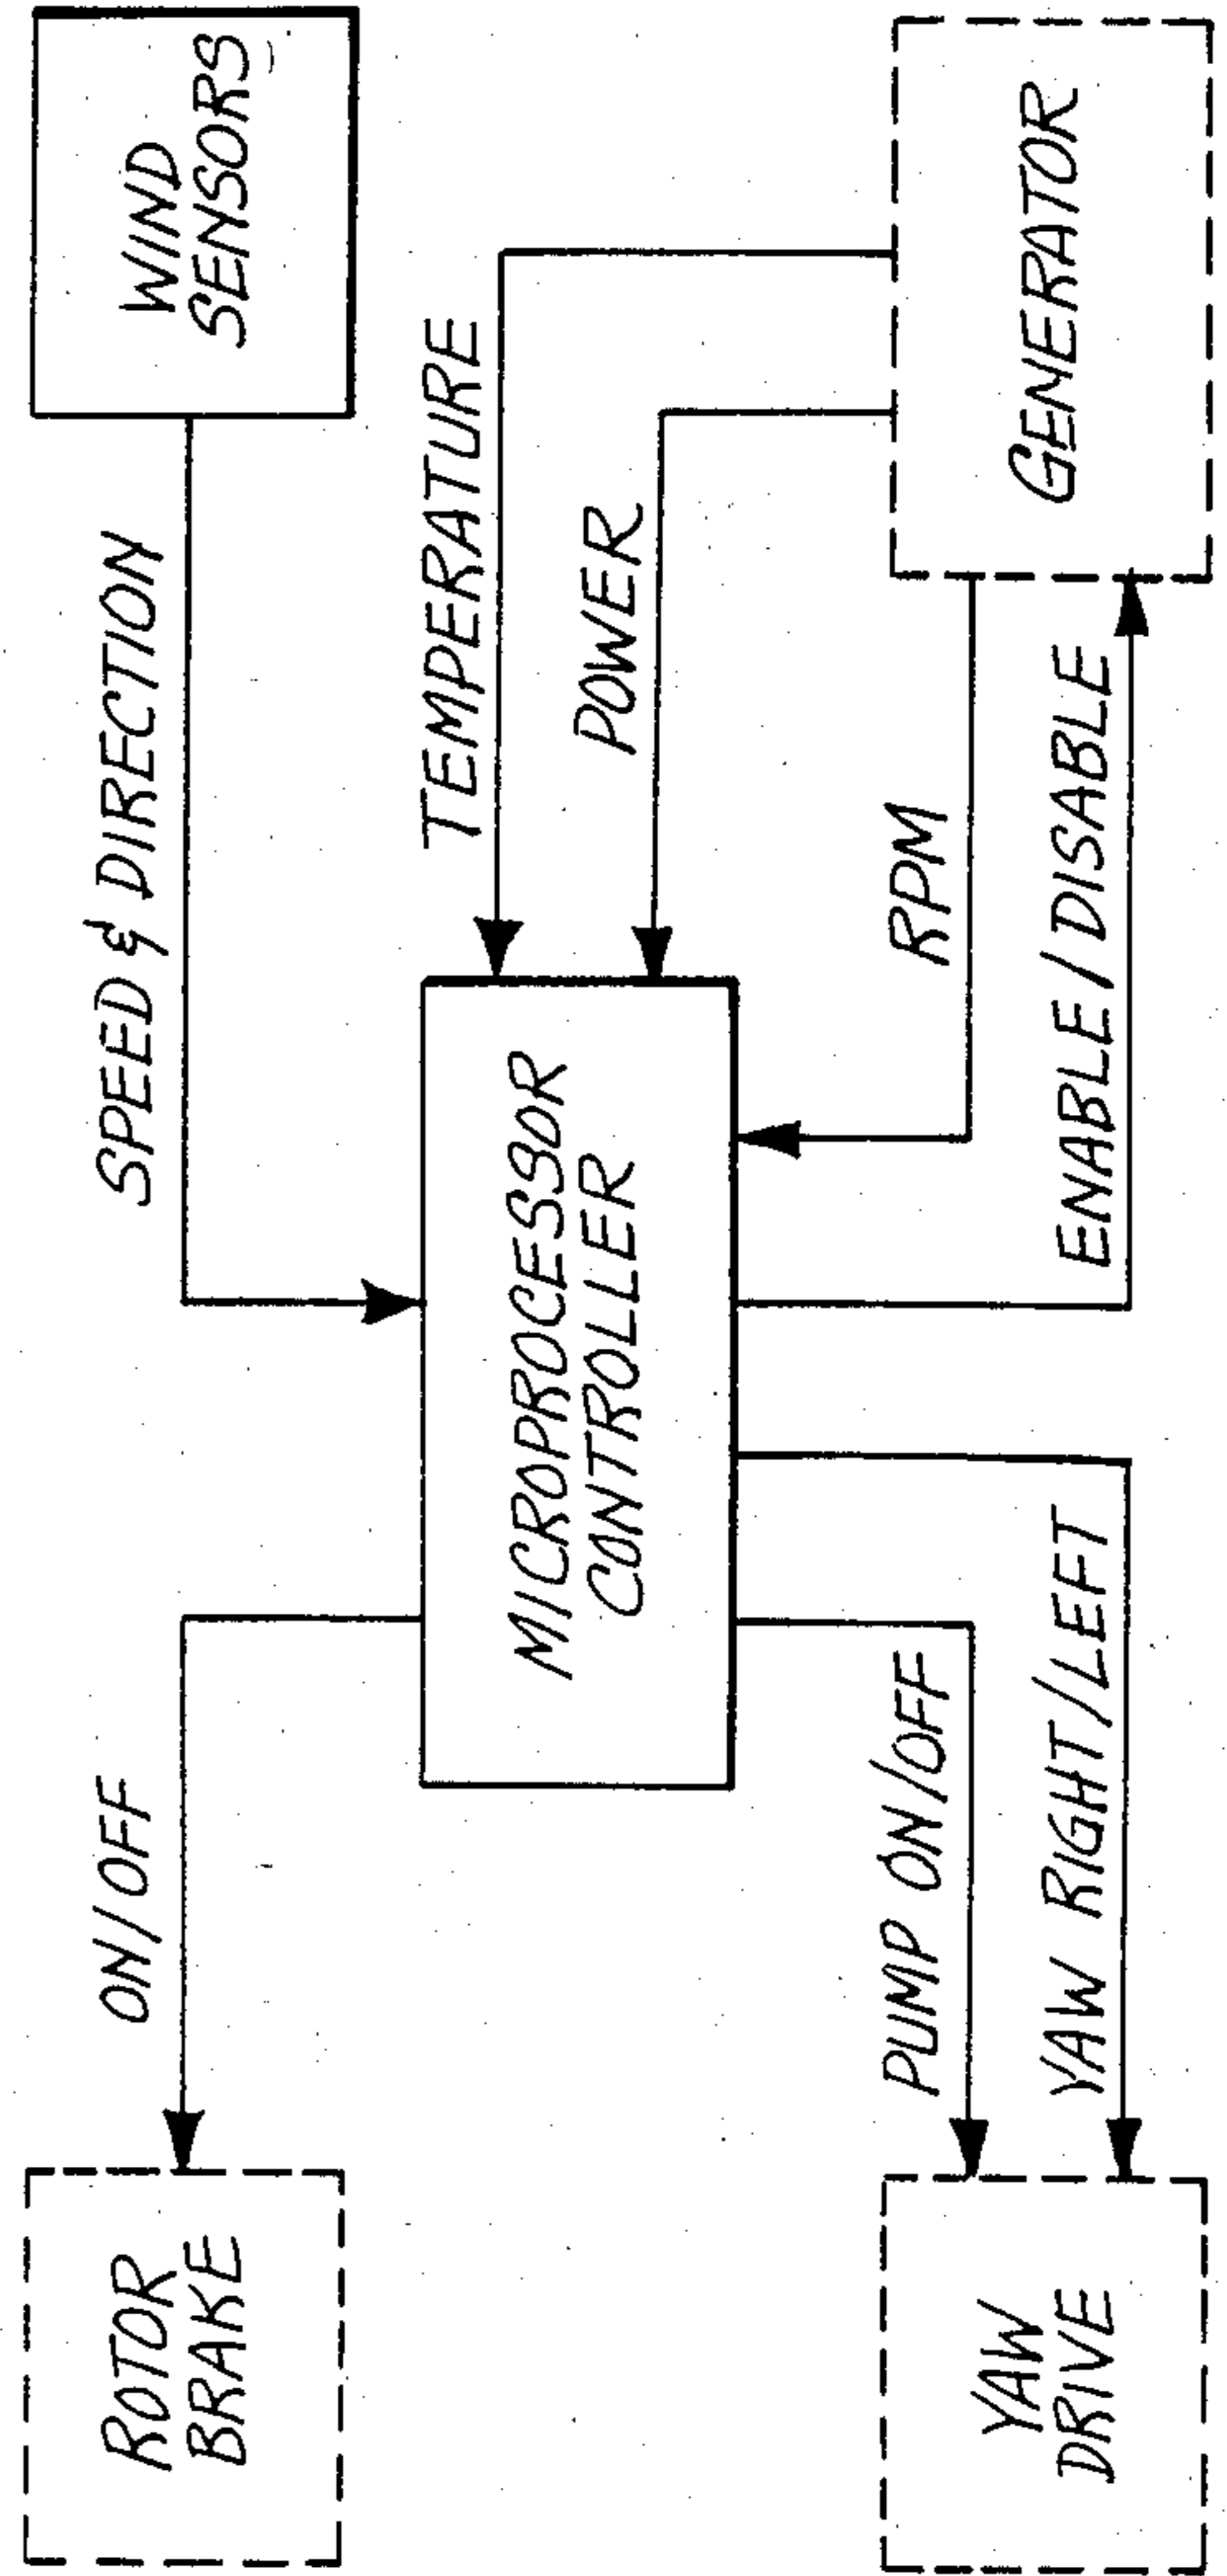 ROTOR
BRAKE
ON/OFF
SPEED & DIRECTION
WIND
SENSORS
MICROPROCESSOR
CONTROLLER
TEMPERATURE
POWER
YAW
DRIVE
PUMP ON/OFF
YAW RIGHT/LEFT
RPM
ENABLE/DISABLE
GENERATOR